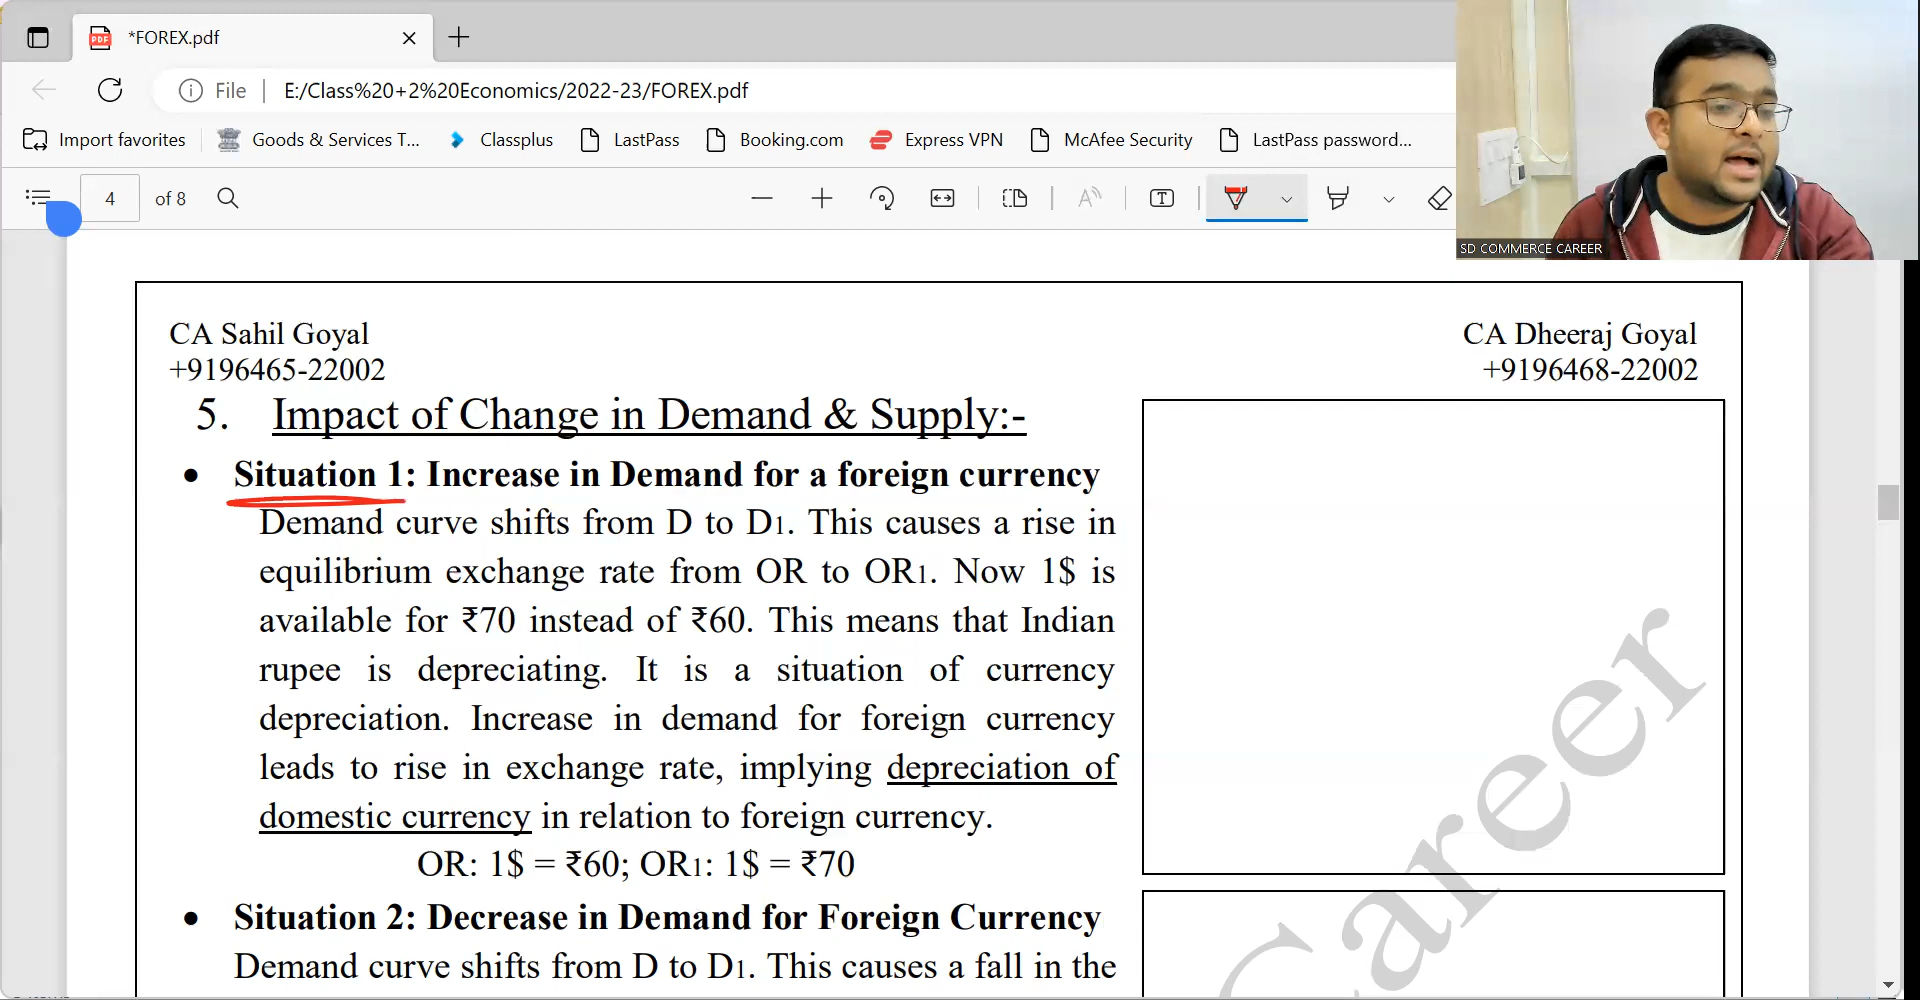 *FOREX.pdf
File
E:/Class%20+2%20Economics/2022-23/FOREX.pdf
Import favorites
Goods & Services T...
Classplus
LastPass
Booking.com
Express VPN
McAfee Security
LastPass password...
4 of 8
SD COMMERCE CAREER
CA Sahil Goyal
+9196465-22002
CA Dheeraj Goyal
+9196468-22002
5. Impact of Change in Demand & Supply:-
• Situation 1: Increase in Demand for a foreign currency
Demand curve shifts from D to D1. This causes a rise in
equilibrium exchange rate from OR to OR1. Now 1$ is
available for ₹70 instead of ₹60. This means that Indian
rupee is depreciating. It is a situation of currency
depreciation. Increase in demand for foreign currency
leads to rise in exchange rate, implying depreciation of
domestic currency in relation to foreign currency.
OR: 1$ = ₹60; OR1: 1$ = ₹70
• Situation 2: Decrease in Demand for Foreign Currency
Demand curve shifts from D to D1. This causes a fall in the
Career